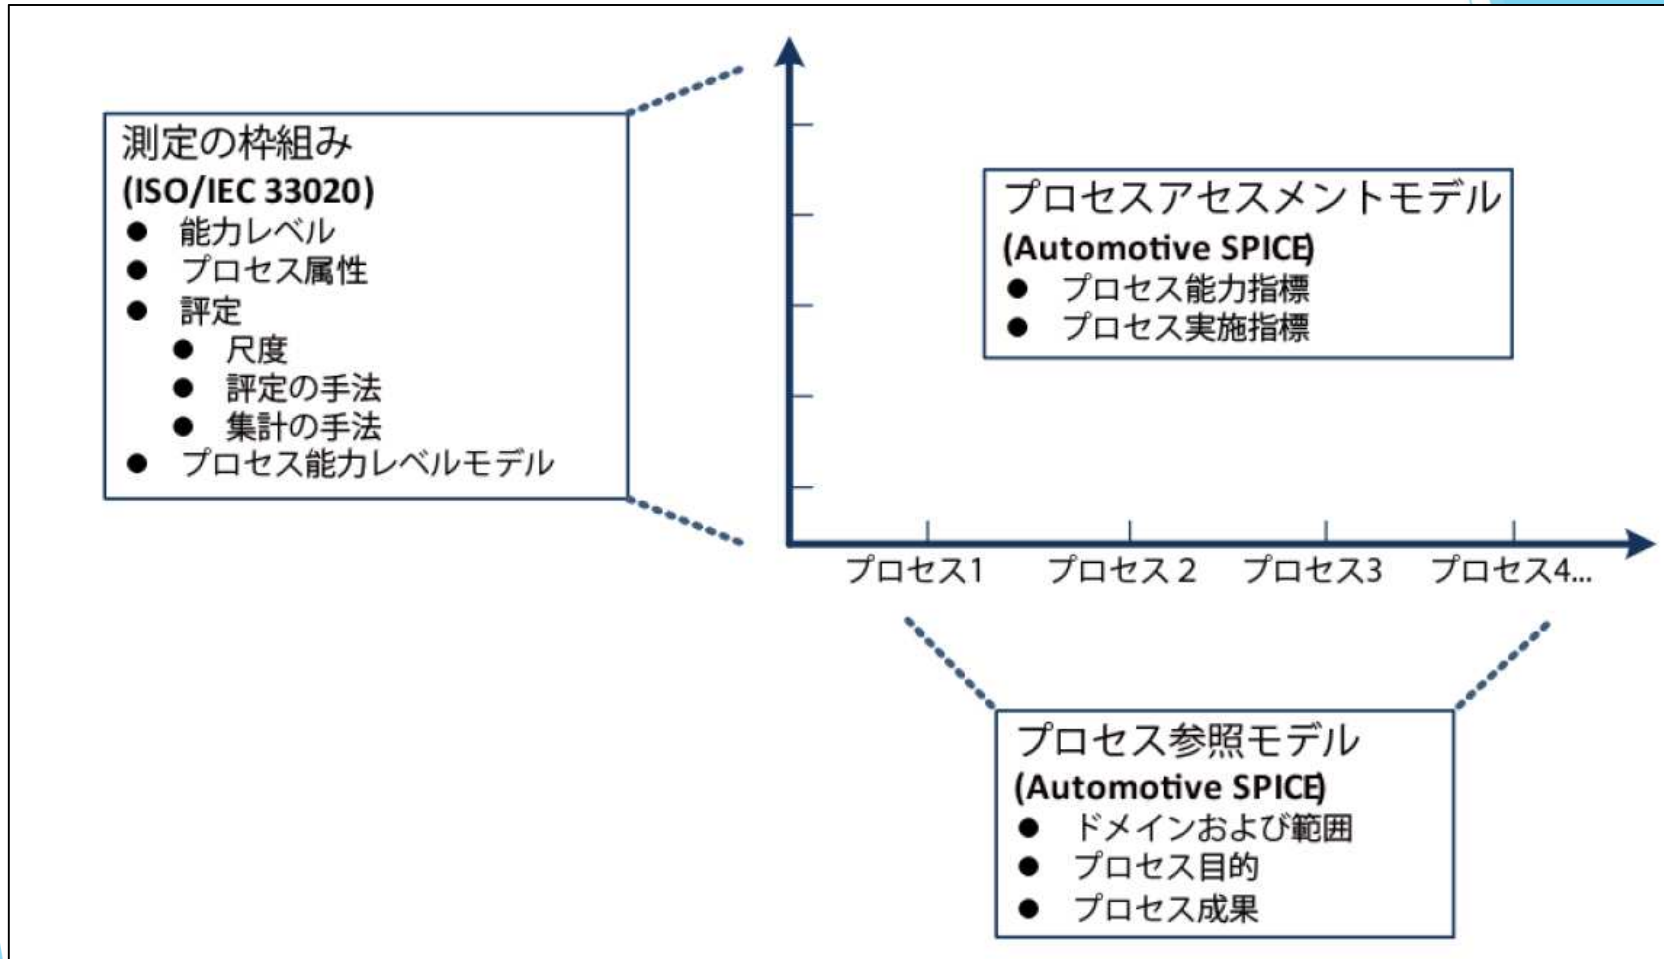 測定の枠組み
(ISO/IEC 33020)
● 能力レベル
● プロセス属性
● 評定
● 尺度
● 評定の手法
● 集計の手法
● プロセス能力レベルモデル
プロセスアセスメントモデル
(Automotive SPICE)
● プロセス能力指標
● プロセス実施指標
プロセス1 プロセス2 プロセス3 プロセス4...
プロセス参照モデル
(Automotive SPICE)
● ドメインおよび範囲
● プロセス目的
● プロセス成果